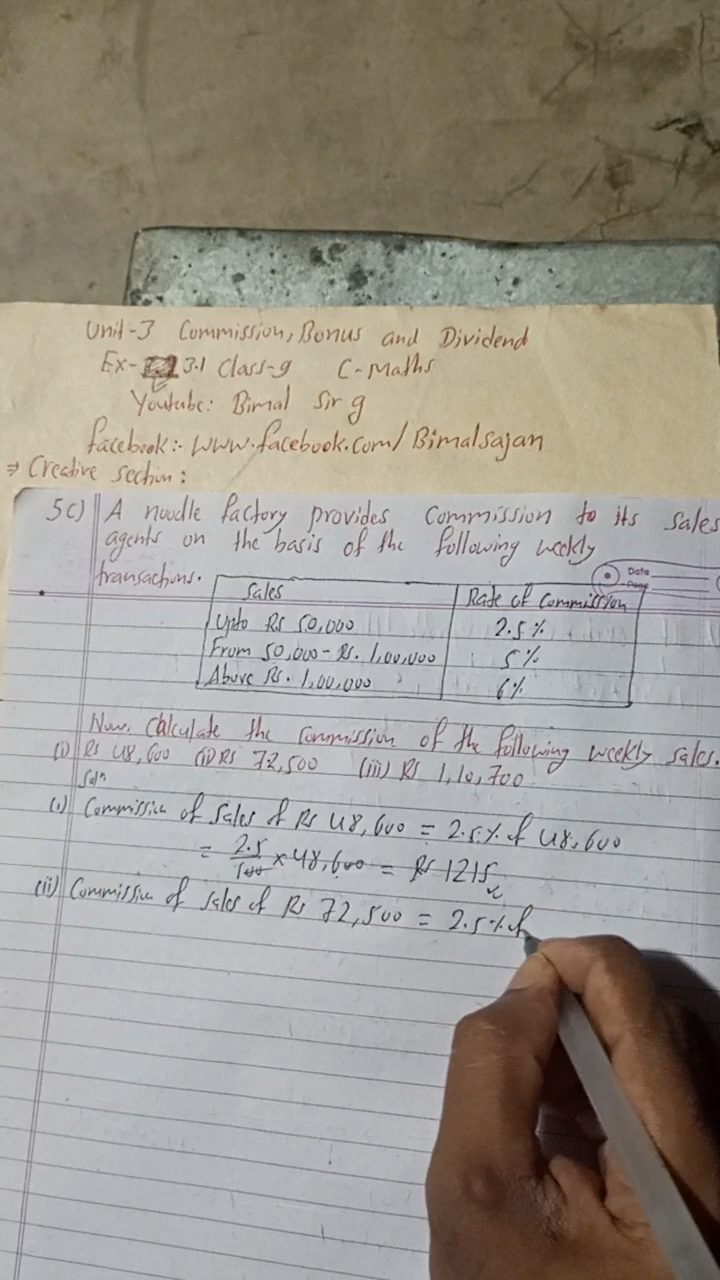 Unit-3 Commission, Bonus and Dividend
Ex- 3.1 Class-9 C-Maths
Youtube: Bimal Sir g
facebook:- www.facebook.com/Bimalsajan
⇒ Creative section:
5c) A noodle factory provides commission to its sales
agents on the basis of the following weekly
transactions.
Date
Page
Sales Rate of Commission
Upto Rs 50,000 2.5%
From 50,000 - Rs. 1,00,000 5%
Above Rs. 1,00,000 6%
Now, Calculate the commission of the following weekly sales.
(i) Rs 48,600 (ii) Rs 72,500 (iii) Rs 1,10,700
Solⁿ
(i) Commission of Sales of Rs 48,600 = 2.5% of 48,600
= 2.5/100 × 48,600 = Rs 1215
(ii) Commission of sales of Rs 72,500 = 2.5% of